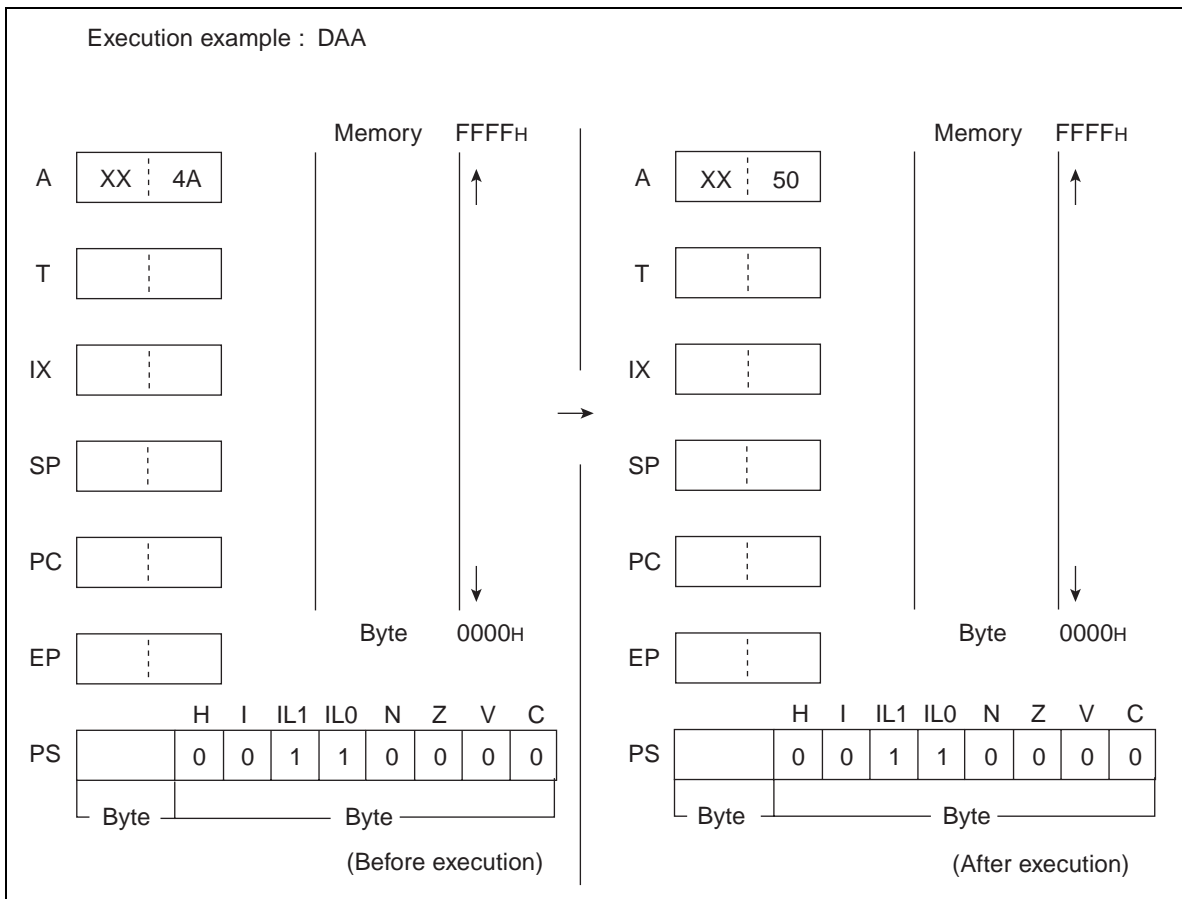 Execution example : DAA
Memory FFFFH
A XX 4A
T
IX
SP
PC
Byte 0000H
EP
H I IL1 IL0 N Z V C
PS 0 0 1 1 0 0 0 0
Byte Byte
(Before execution)
Memory FFFFH
A XX 50
T
IX
SP
PC
Byte 0000H
EP
H I IL1 IL0 N Z V C
PS 0 0 1 1 0 0 0 0
Byte Byte
(After execution)